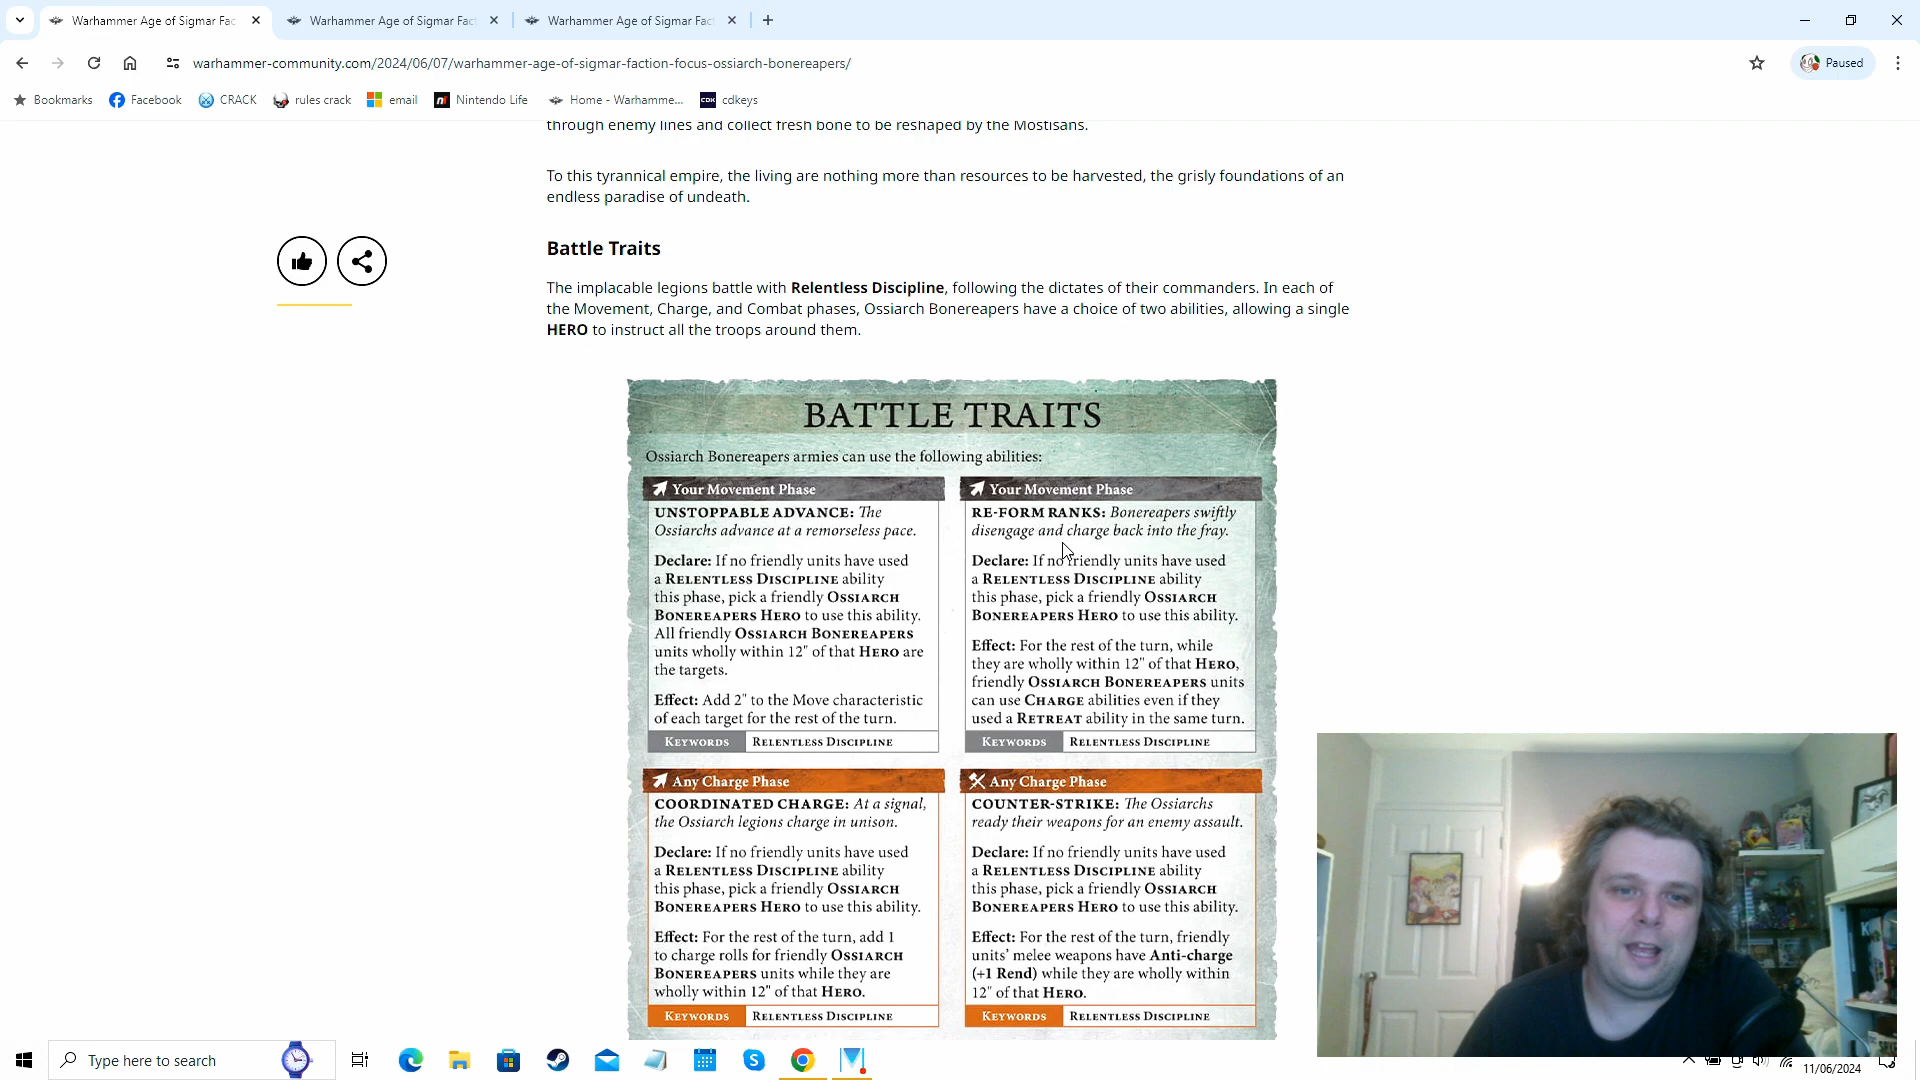 Warhammer Age of Sigmar Fac
Warhammer Age of Sigmar Fac
Warhammer Age of Sigmar Fac
warhammer-community.com/2024/06/07/warhammer-age-of-sigmar-faction-focus-ossiarch-bonereapers/
Paused
Bookmarks
Facebook
CRACK
rules crack
email
Nintendo Life
Home - Warhamme...
CDK
cdkeys
through enemy lines and collect fresh bone to be reshaped by the Mostisans.
To this tyrannical empire, the living are nothing more than resources to be harvested, the grisly foundations of an
endless paradise of undeath.
Battle Traits
The implacable legions battle with Relentless Discipline, following the dictates of their commanders. In each of
the Movement, Charge, and Combat phases, Ossiarch Bonereapers have a choice of two abilities, allowing a single
HERO to instruct all the troops around them.
BATTLE TRAITS
Ossiarch Bonereapers armies can use the following abilities:
Your Movement Phase
UNSTOPPABLE ADVANCE: The
Ossiarchs advance at a remorseless pace.
Declare: If no friendly units have used
a RELENTLESS DISCIPLINE ability
this phase, pick a friendly OSSIARCH
BONEREAPERS HERO to use this ability.
All friendly OSSIARCH BONEREAPERS
units wholly within 12" of that HERO are
the targets.
Effect: Add 2" to the Move characteristic
of each target for the rest of the turn.
KEYWORDS RELENTLESS DISCIPLINE
Your Movement Phase
RE-FORM RANKS: Bonereapers swiftly
disengage and charge back into the fray.
Declare: If no friendly units have used
a RELENTLESS DISCIPLINE ability
this phase, pick a friendly OSSIARCH
BONEREAPERS HERO to use this ability.
Effect: For the rest of the turn, while
they are wholly within 12" of that HERO,
friendly OSSIARCH BONEREAPERS units
can use CHARGE abilities even if they
used a RETREAT ability in the same turn.
KEYWORDS RELENTLESS DISCIPLINE
Any Charge Phase
COORDINATED CHARGE: At a signal,
the Ossiarch legions charge in unison.
Declare: If no friendly units have used
a RELENTLESS DISCIPLINE ability
this phase, pick a friendly OSSIARCH
BONEREAPERS HERO to use this ability.
Effect: For the rest of the turn, add 1
to charge rolls for friendly OSSIARCH
BONEREAPERS units while they are
wholly within 12" of that HERO.
KEYWORDS RELENTLESS DISCIPLINE
Any Charge Phase
COUNTER-STRIKE: The Ossiarchs
ready their weapons for an enemy assault.
Declare: If no friendly units have used
a RELENTLESS DISCIPLINE ability
this phase, pick a friendly OSSIARCH
BONEREAPERS HERO to use this ability.
Effect: For the rest of the turn, friendly
units' melee weapons have Anti-charge
(+1 Rend) while they are wholly within
12" of that HERO.
KEYWORDS RELENTLESS DISCIPLINE
Type here to search
11/06/2024